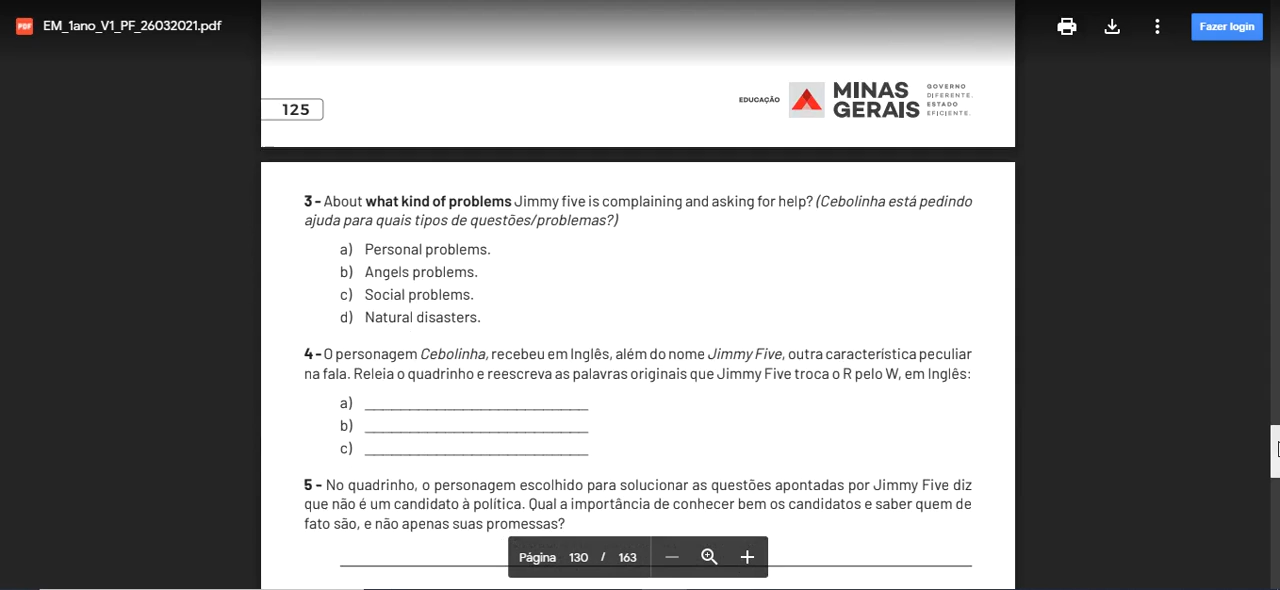 EM_1ano_V1_PF_26032021.pdf
Fazer login
125
EDUCAÇÃO
MINAS GERAIS
GOVERNO
DIFERENTE.
ESTADO
EFICIENTE.
3 - About what kind of problems Jimmy five is complaining and asking for help? (Cebolinha está pedindo
ajuda para quais tipos de questões/problemas?)
a) Personal problems.
b) Angels problems.
c) Social problems.
d) Natural disasters.
4 - O personagem Cebolinha, recebeu em Inglês, além do nome Jimmy Five, outra característica peculiar
na fala. Releia o quadrinho e reescreva as palavras originais que Jimmy Five troca o R pelo W, em Inglês:
a) ___________________________
b) ___________________________
c) ___________________________
5 - No quadrinho, o personagem escolhido para solucionar as questões apontadas por Jimmy Five diz
que não é um candidato à política. Qual a importância de conhecer bem os candidatos e saber quem de
fato são, e não apenas suas promessas?
Página 130 / 163